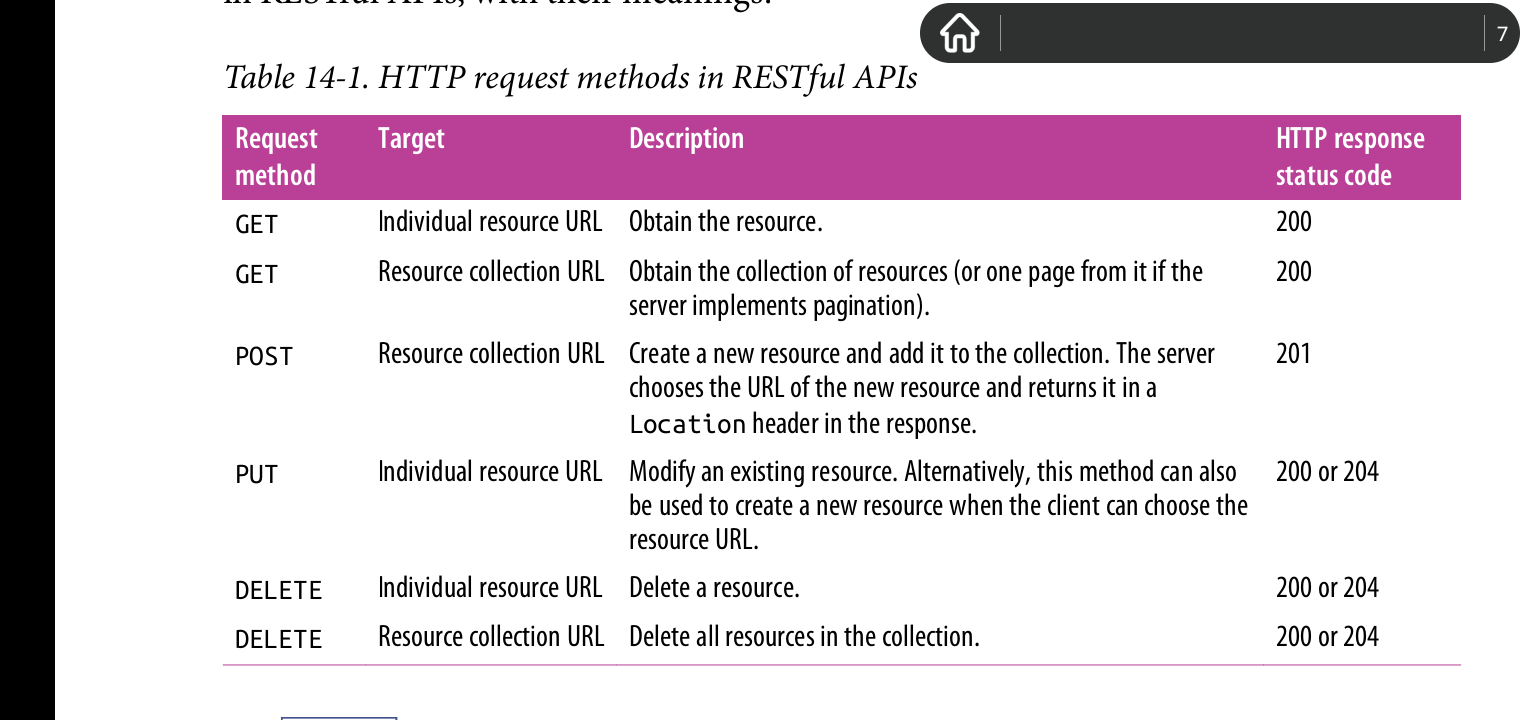 in RESTful APIs, with their meanings.
7
Table 14-1. HTTP request methods in RESTful APIs
Request method Target Description HTTP response status code
GET Individual resource URL Obtain the resource. 200
GET Resource collection URL Obtain the collection of resources (or one page from it if the 200
server implements pagination).
POST Resource collection URL Create a new resource and add it to the collection. The server 201
chooses the URL of the new resource and returns it in a
Location header in the response.
PUT Individual resource URL Modify an existing resource. Alternatively, this method can also 200 or 204
be used to create a new resource when the client can choose the
resource URL.
DELETE Individual resource URL Delete a resource. 200 or 204
DELETE Resource collection URL Delete all resources in the collection. 200 or 204